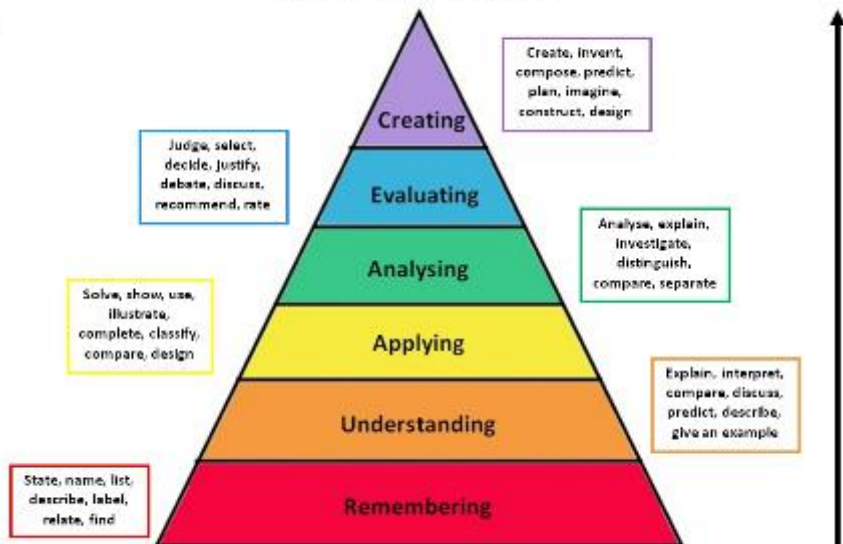 Create, invent,
compose, predict,
plan, imagine,
construct, design
Creating
Judge, select,
decide, justify,
debate, discuss,
recommend, rate
Evaluating
Analyse, explain,
investigate,
distinguish,
compare, separate
Analysing
Solve, show, use,
illustrate,
complete, classify,
compare, design
Applying
Explain, interpret,
compare, discuss,
predict, describe,
give an example
Understanding
State, name, list,
describe, label,
relate, find
Remembering